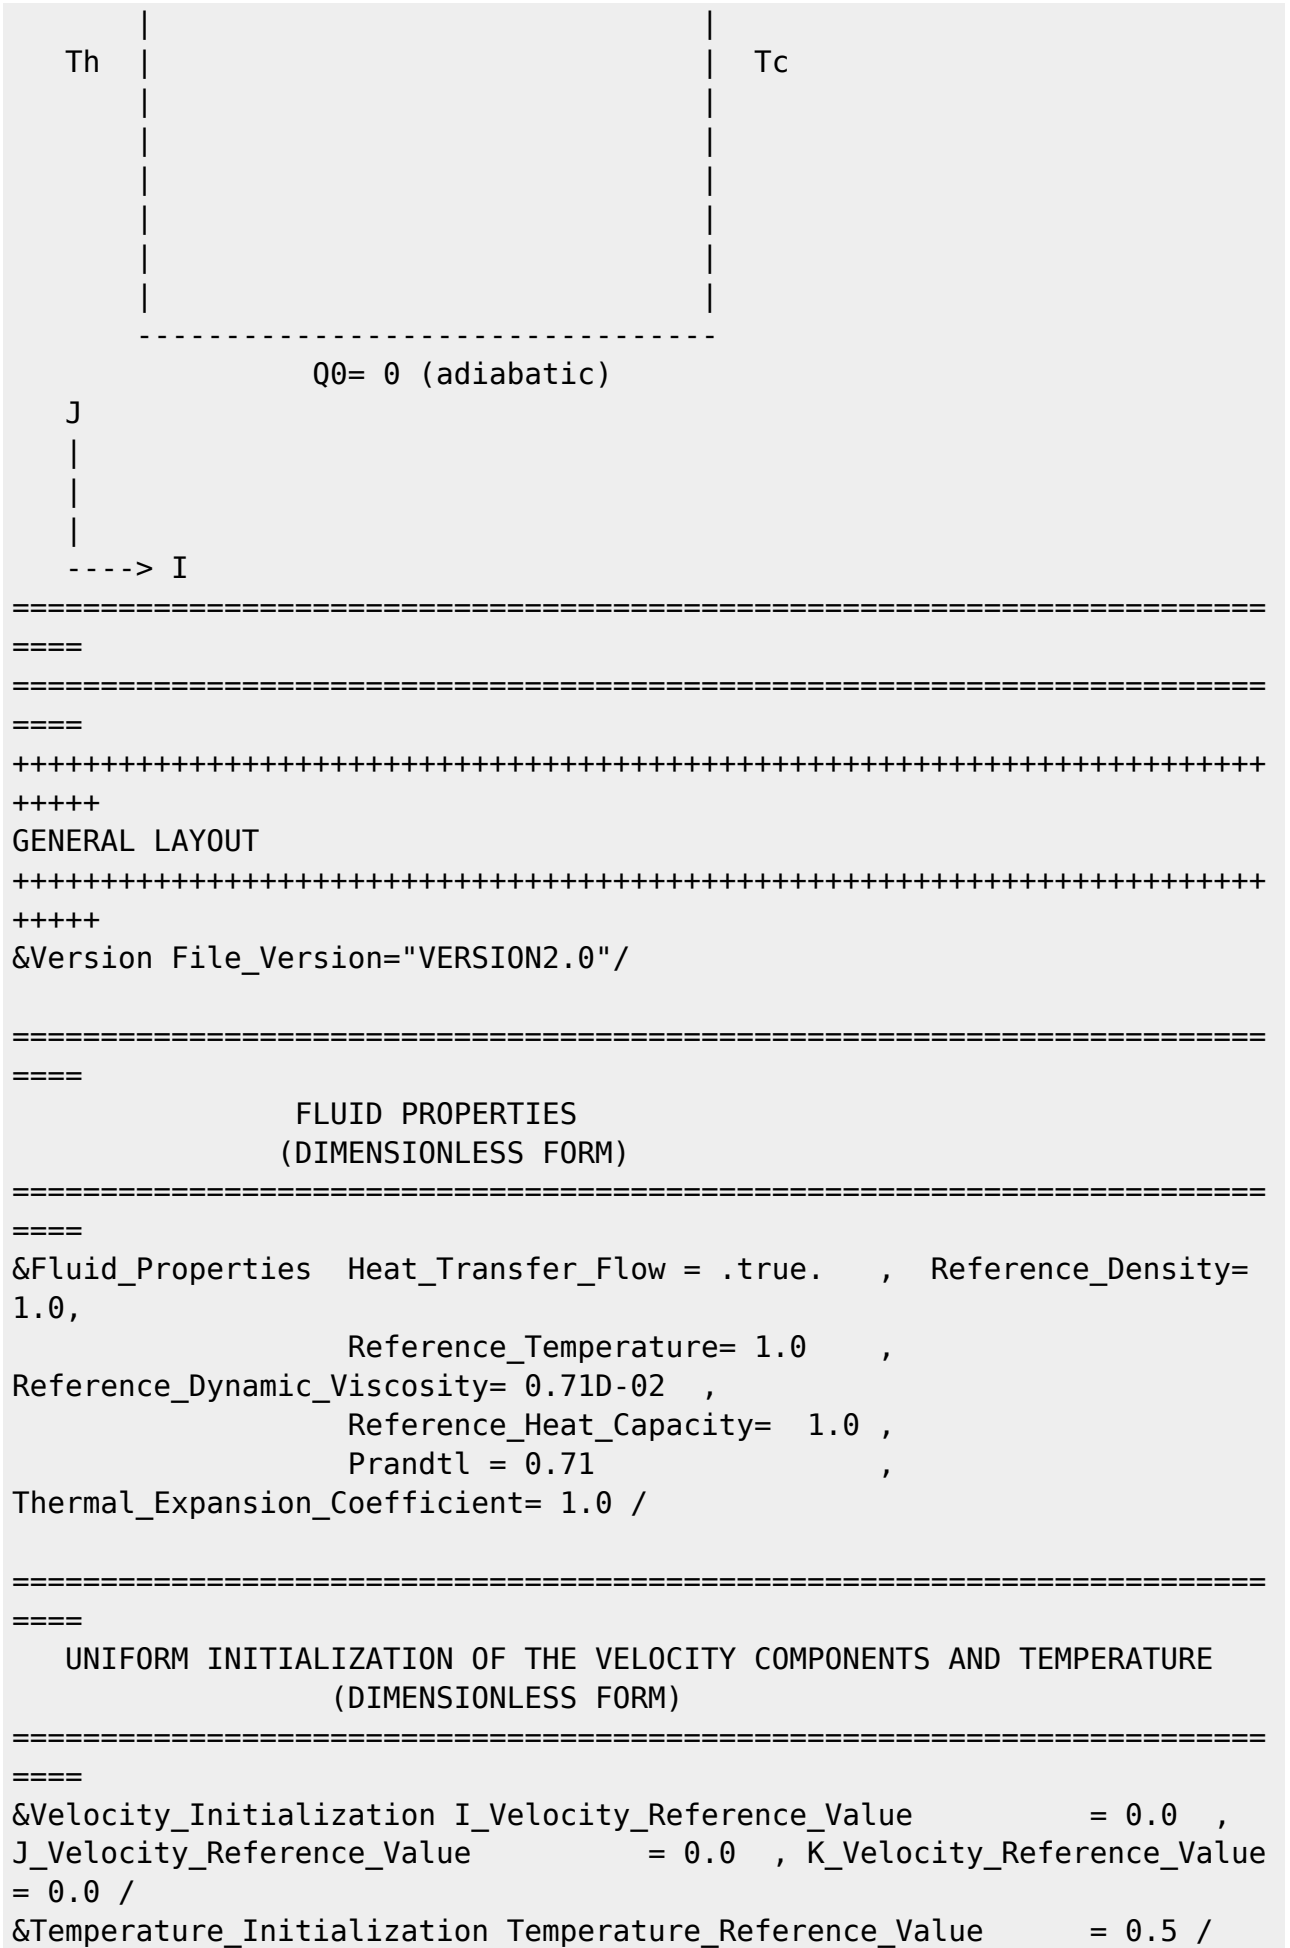 |                                |
   Th  |                                |  Tc
       |                                |
       |                                |
       |                                |
       |                                |
       |                                |
       |                                |
       ---------------------------------
                 Q0= 0 (adiabatic)
   J
   |
   |
   |
   ----> I
=======================================================================
====
=======================================================================
====
+++++++++++++++++++++++++++++++++++++++++++++++++++++++++++++++++++++++
+++++
GENERAL LAYOUT
+++++++++++++++++++++++++++++++++++++++++++++++++++++++++++++++++++++++
+++++
&Version File_Version="VERSION2.0"/

=======================================================================
====
                FLUID PROPERTIES
               (DIMENSIONLESS FORM)
=======================================================================
====
&Fluid_Properties  Heat_Transfer_Flow = .true.   ,  Reference_Density=
1.0,
                   Reference_Temperature= 1.0    ,
Reference_Dynamic_Viscosity= 0.71D-02  ,
                   Reference_Heat_Capacity=  1.0 ,
                   Prandtl = 0.71                ,
Thermal_Expansion_Coefficient= 1.0 /

=======================================================================
====
   UNIFORM INITIALIZATION OF THE VELOCITY COMPONENTS AND TEMPERATURE
                  (DIMENSIONLESS FORM)
=======================================================================
====
&Velocity_Initialization I_Velocity_Reference_Value          = 0.0  ,
J_Velocity_Reference_Value          = 0.0  , K_Velocity_Reference_Value
= 0.0 /
&Temperature_Initialization Temperature_Reference_Value      = 0.5 /